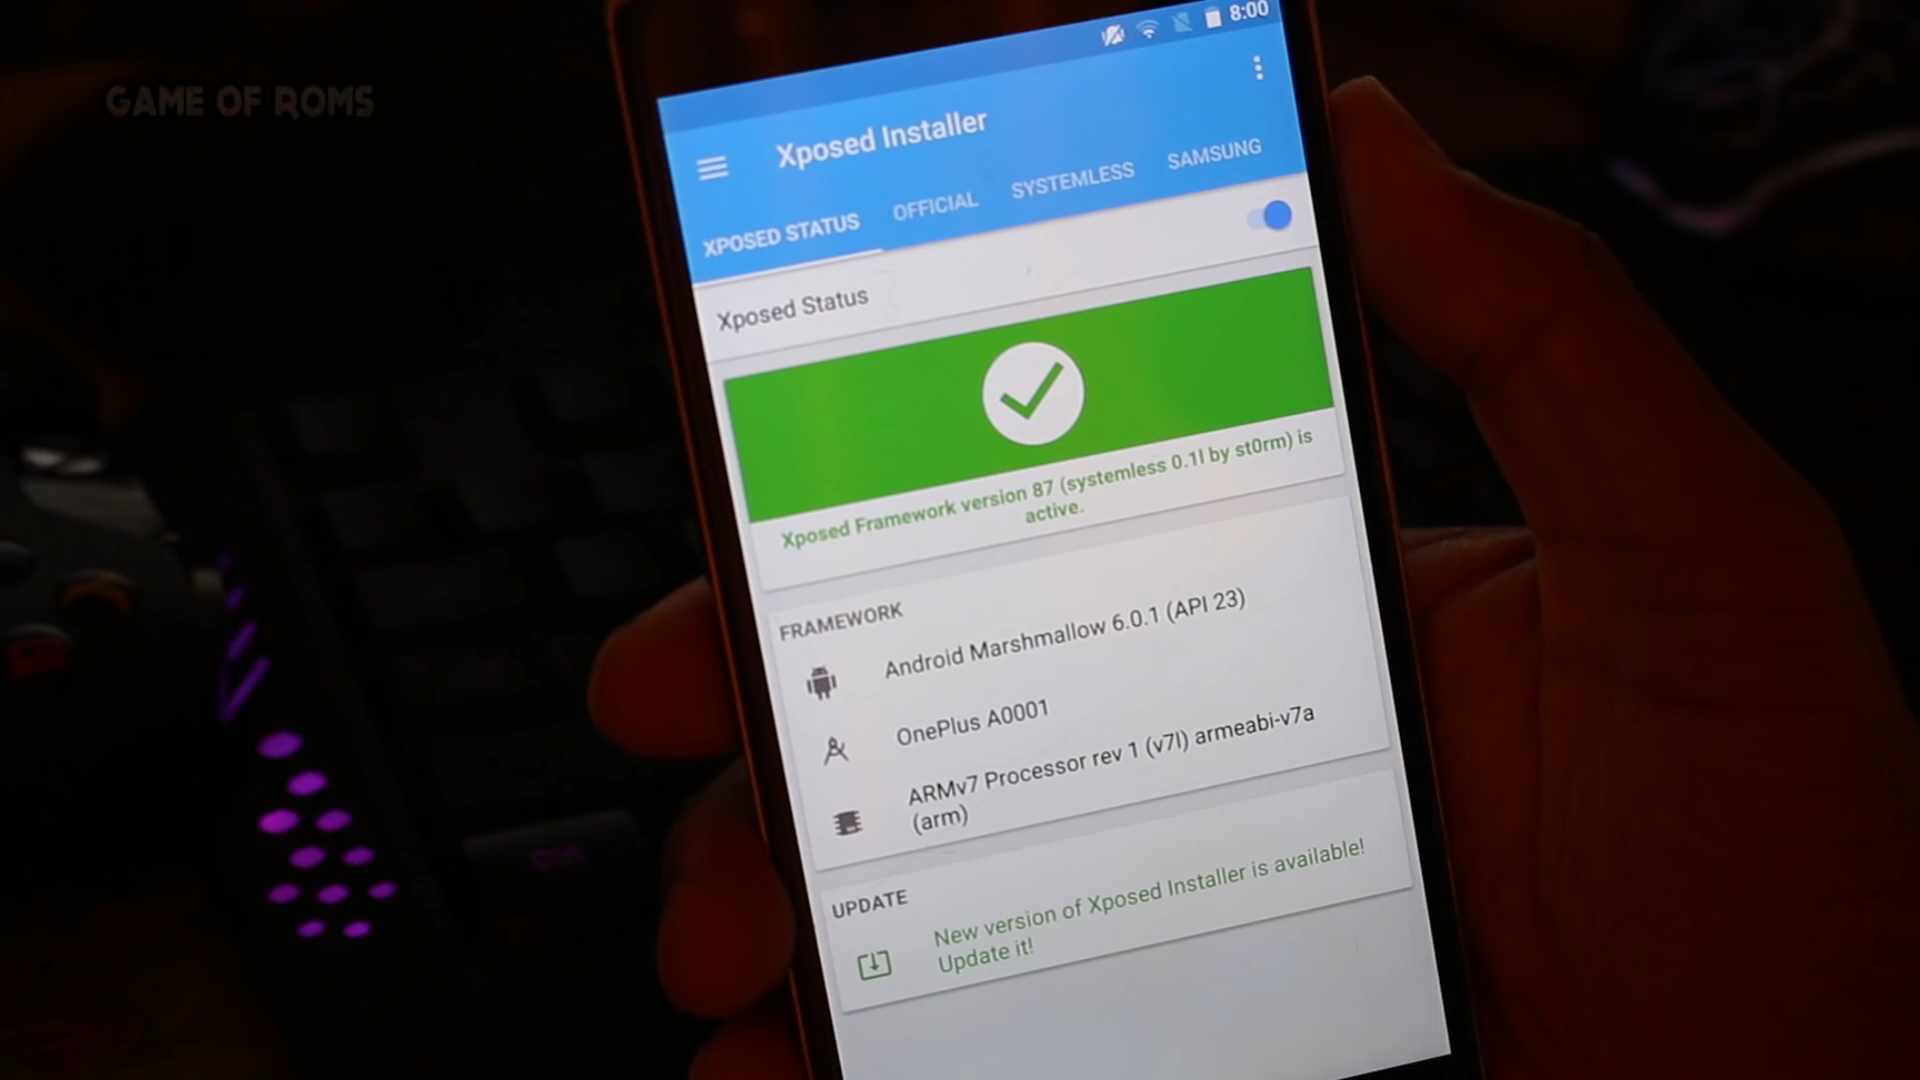 GAME OF ROMS
8:00
Xposed Installer
XPOSED STATUS OFFICIAL SYSTEMLESS SAMSUNG
Xposed Status
Xposed Framework version 87 (systemless 0.1l by st0rm) is
active.
FRAMEWORK
Android Marshmallow 6.0.1 (API 23)
OnePlus A0001
ARMv7 Processor rev 1 (v7l) armeabi-v7a
(arm)
UPDATE
New version of Xposed Installer is available!
Update it!